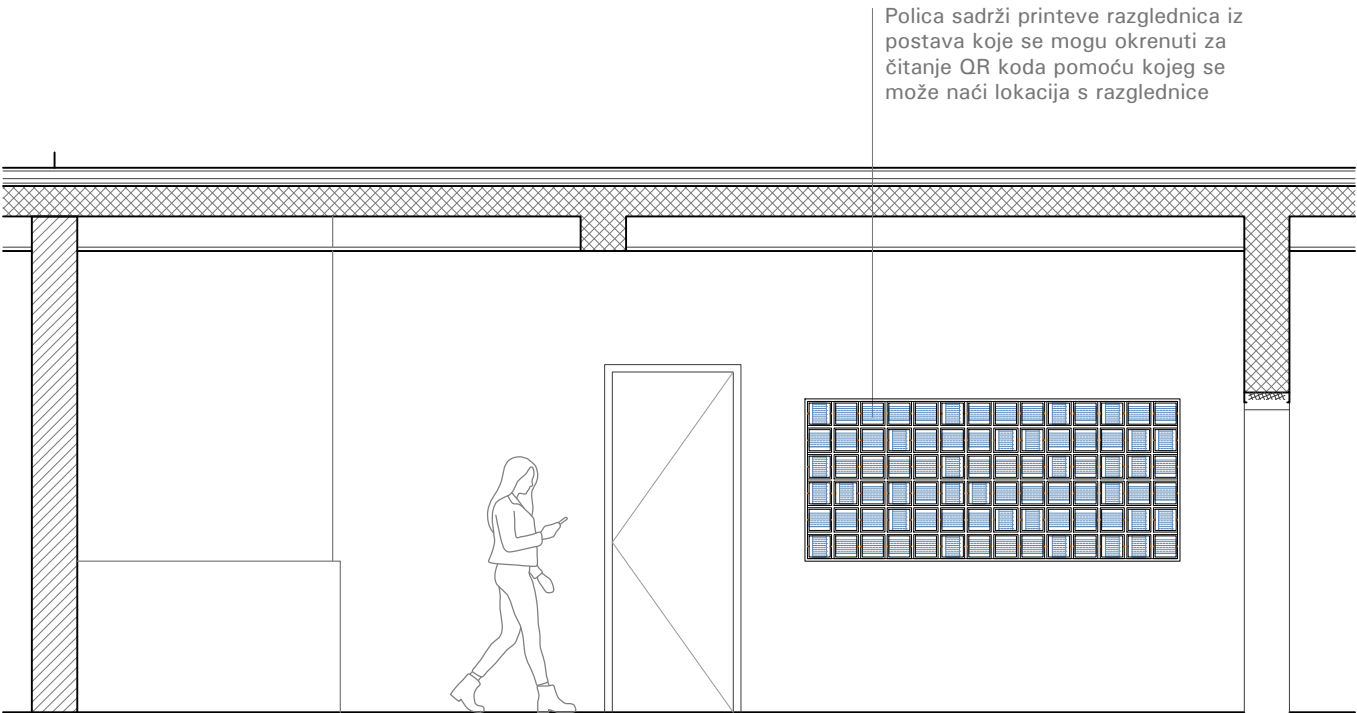 Polica sadrži printeve razglednica iz
postava koje se mogu okrenuti za
čitanje QR koda pomoću kojeg se
može naći lokacija s razglednice